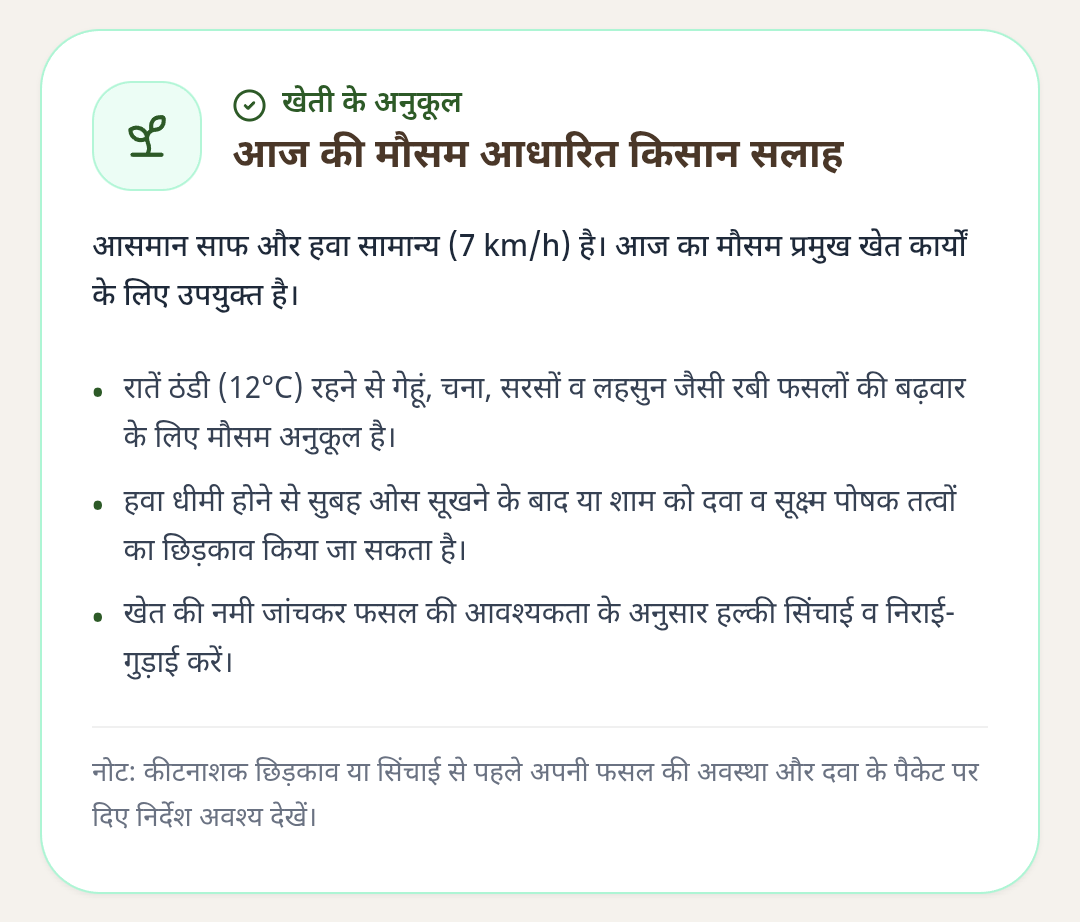 खेती के अनुकूल
आज की मौसम आधारित किसान सलाह
आसमान साफ और हवा सामान्य (7 km/h) है। आज का मौसम प्रमुख खेत कार्यों
के लिए उपयुक्त है।
• रातें ठंडी (12°C) रहने से गेहूं, चना, सरसों व लहसुन जैसी रबी फसलों की बढ़वार
के लिए मौसम अनुकूल है।
• हवा धीमी होने से सुबह ओस सूखने के बाद या शाम को दवा व सूक्ष्म पोषक तत्वों
का छिड़काव किया जा सकता है।
• खेत की नमी जांचकर फसल की आवश्यकता के अनुसार हल्की सिंचाई व निराई-
गुड़ाई करें।
नोट: कीटनाशक छिड़काव या सिंचाई से पहले अपनी फसल की अवस्था और दवा के पैकेट पर
दिए निर्देश अवश्य देखें।